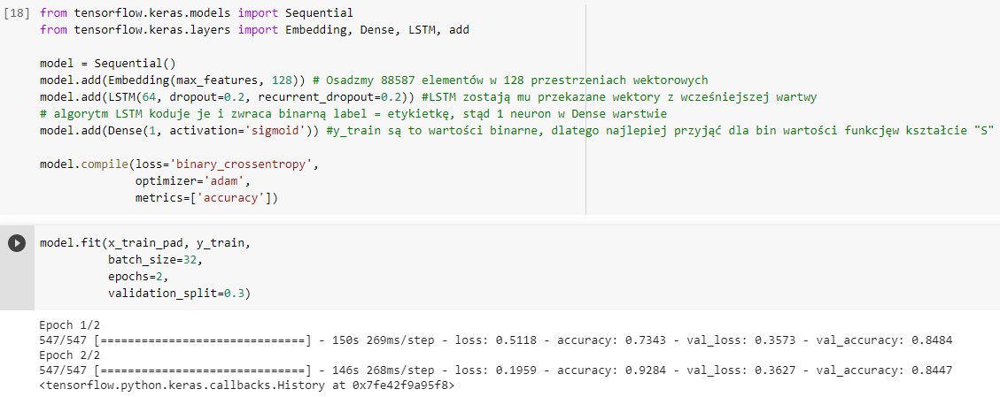 [18] from tensorflow.keras.models import Sequential
from tensorflow.keras.layers import Embedding, Dense, LSTM, add
model = Sequential()
model.add(Embedding(max_features, 128)) # Osadzmy 88587 elementów w 128 przestrzeniach wektorowych
model.add(LSTM(64, dropout=0.2, recurrent_dropout=0.2)) #LSTM zostają mu przekazane wektory z wcześniejszej wartwy
# algorytm LSTM koduje je i zwraca binarną label = etykietkę, stąd 1 neuron w Dense warstwie
model.add(Dense(1, activation='sigmoid')) #y_train są to wartości binarne, dlatego najlepiej przyjąć dla bin wartości funkcjęw kształcie "S"
model.compile(loss='binary_crossentropy',
optimizer='adam',
metrics=['accuracy'])
model.fit(x_train_pad, y_train,
batch_size=32,
epochs=2,
validation_split=0.3)
Epoch 1/2
547/547 [==============================] - 150s 269ms/step - loss: 0.5118 - accuracy: 0.7343 - val_loss: 0.3573 - val_accuracy: 0.8484
Epoch 2/2
547/547 [==============================] - 146s 268ms/step - loss: 0.1959 - accuracy: 0.9284 - val_loss: 0.3627 - val_accuracy: 0.8447
<tensorflow.python.keras.callbacks.History at 0x7fe42f9a95f8>